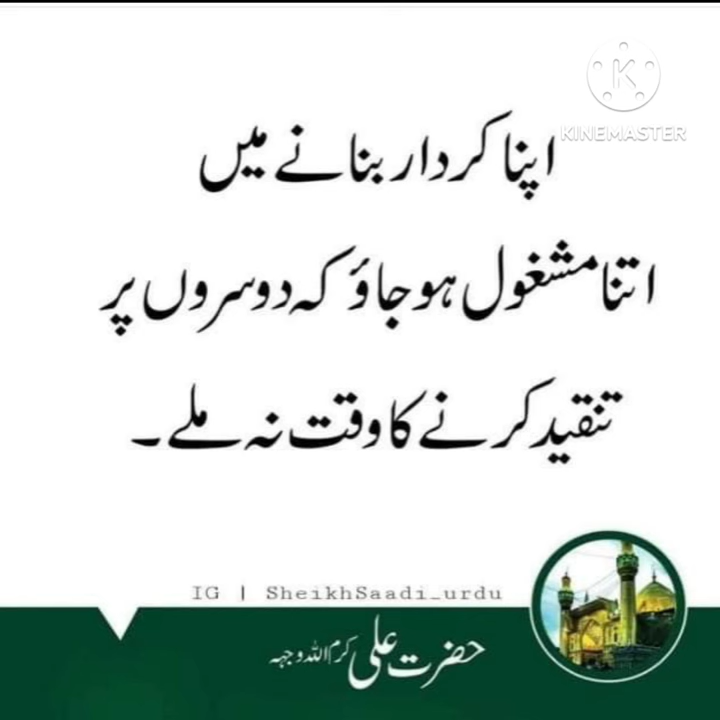 KINEMASTER
اپنا کردار بنانے میں
اتنا مشغول ہو جاؤ کہ دوسروں پر
تنقید کرنے کا وقت نہ ملے۔
IG | SheikhSaadi_urdu
حضرت علی کرم اللہ وجہہ